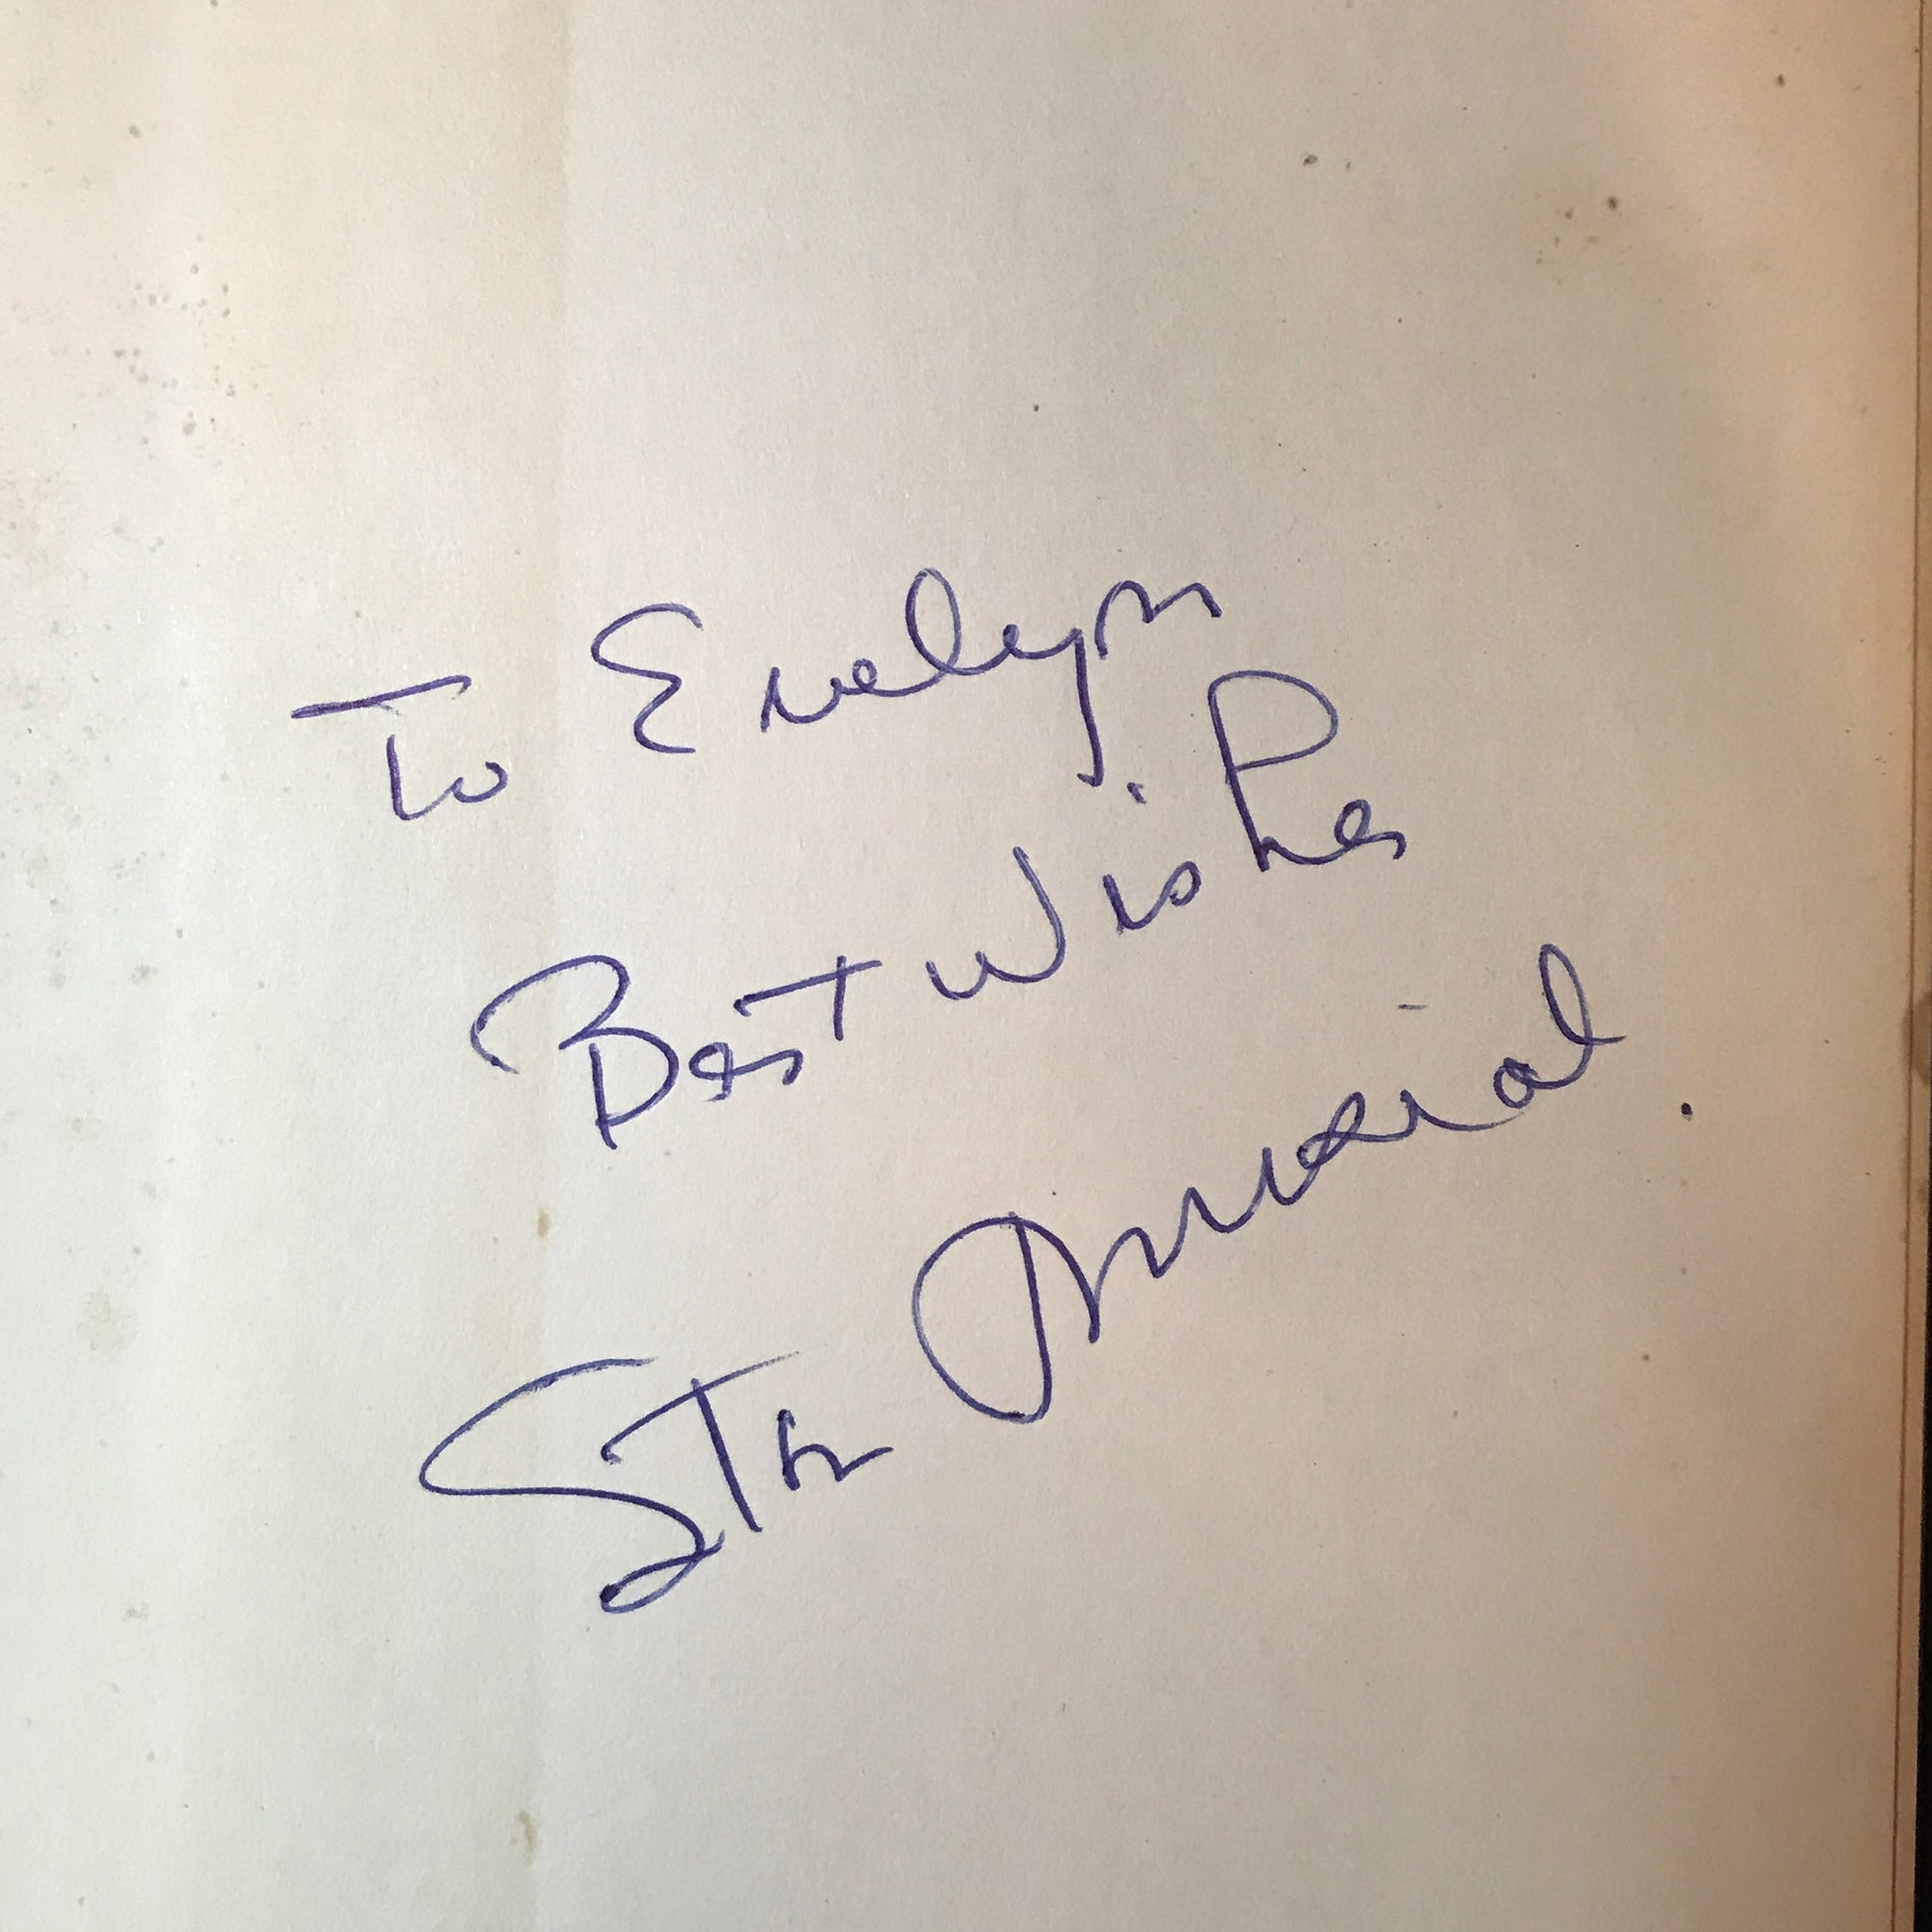 To Evelyn
Best Wishes
Stan Musial